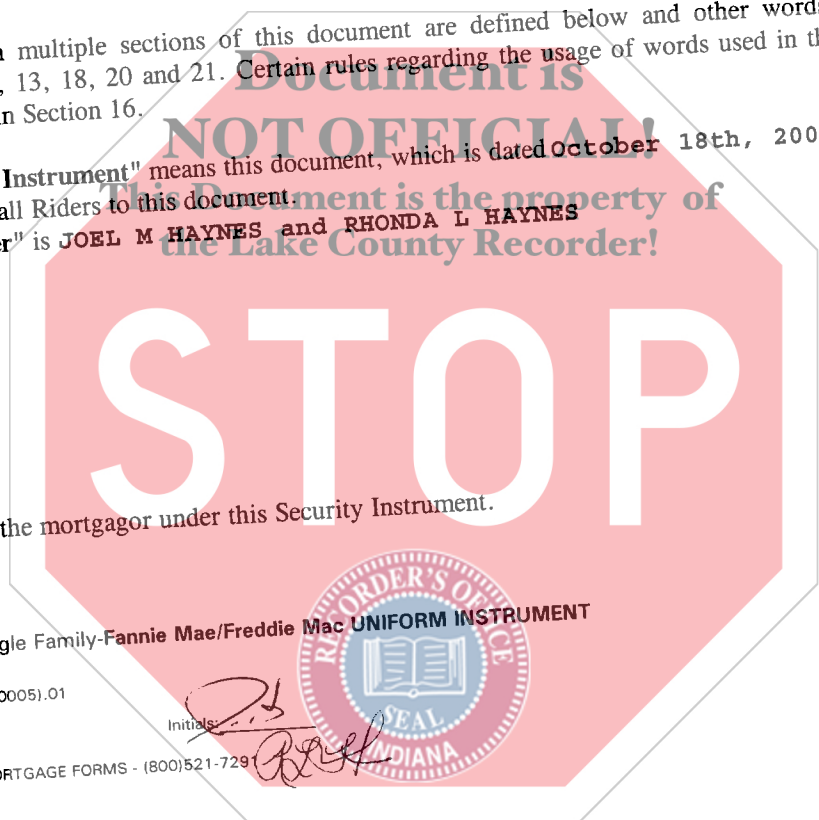 multiple sections of this document are defined below and other words
, 13, 18, 20 and 21. Certain rules regarding the usage of words used in th
n Section 16.
Document is
NOT OFFICIAL!
This Document is the property of
the Lake County Recorder!
Instrument" means this document, which is dated October 18th, 200
all Riders to this document.
r" is JOEL M HAYNES and RHONDA L HAYNES
STOP
the mortgagor under this Security Instrument.
RECORDER'S OFFICE
SEAL
INDIANA
gle Family-Fannie Mae/Freddie Mac UNIFORM INSTRUMENT
0005).01
Initials:
ORTGAGE FORMS - (800)521-7291